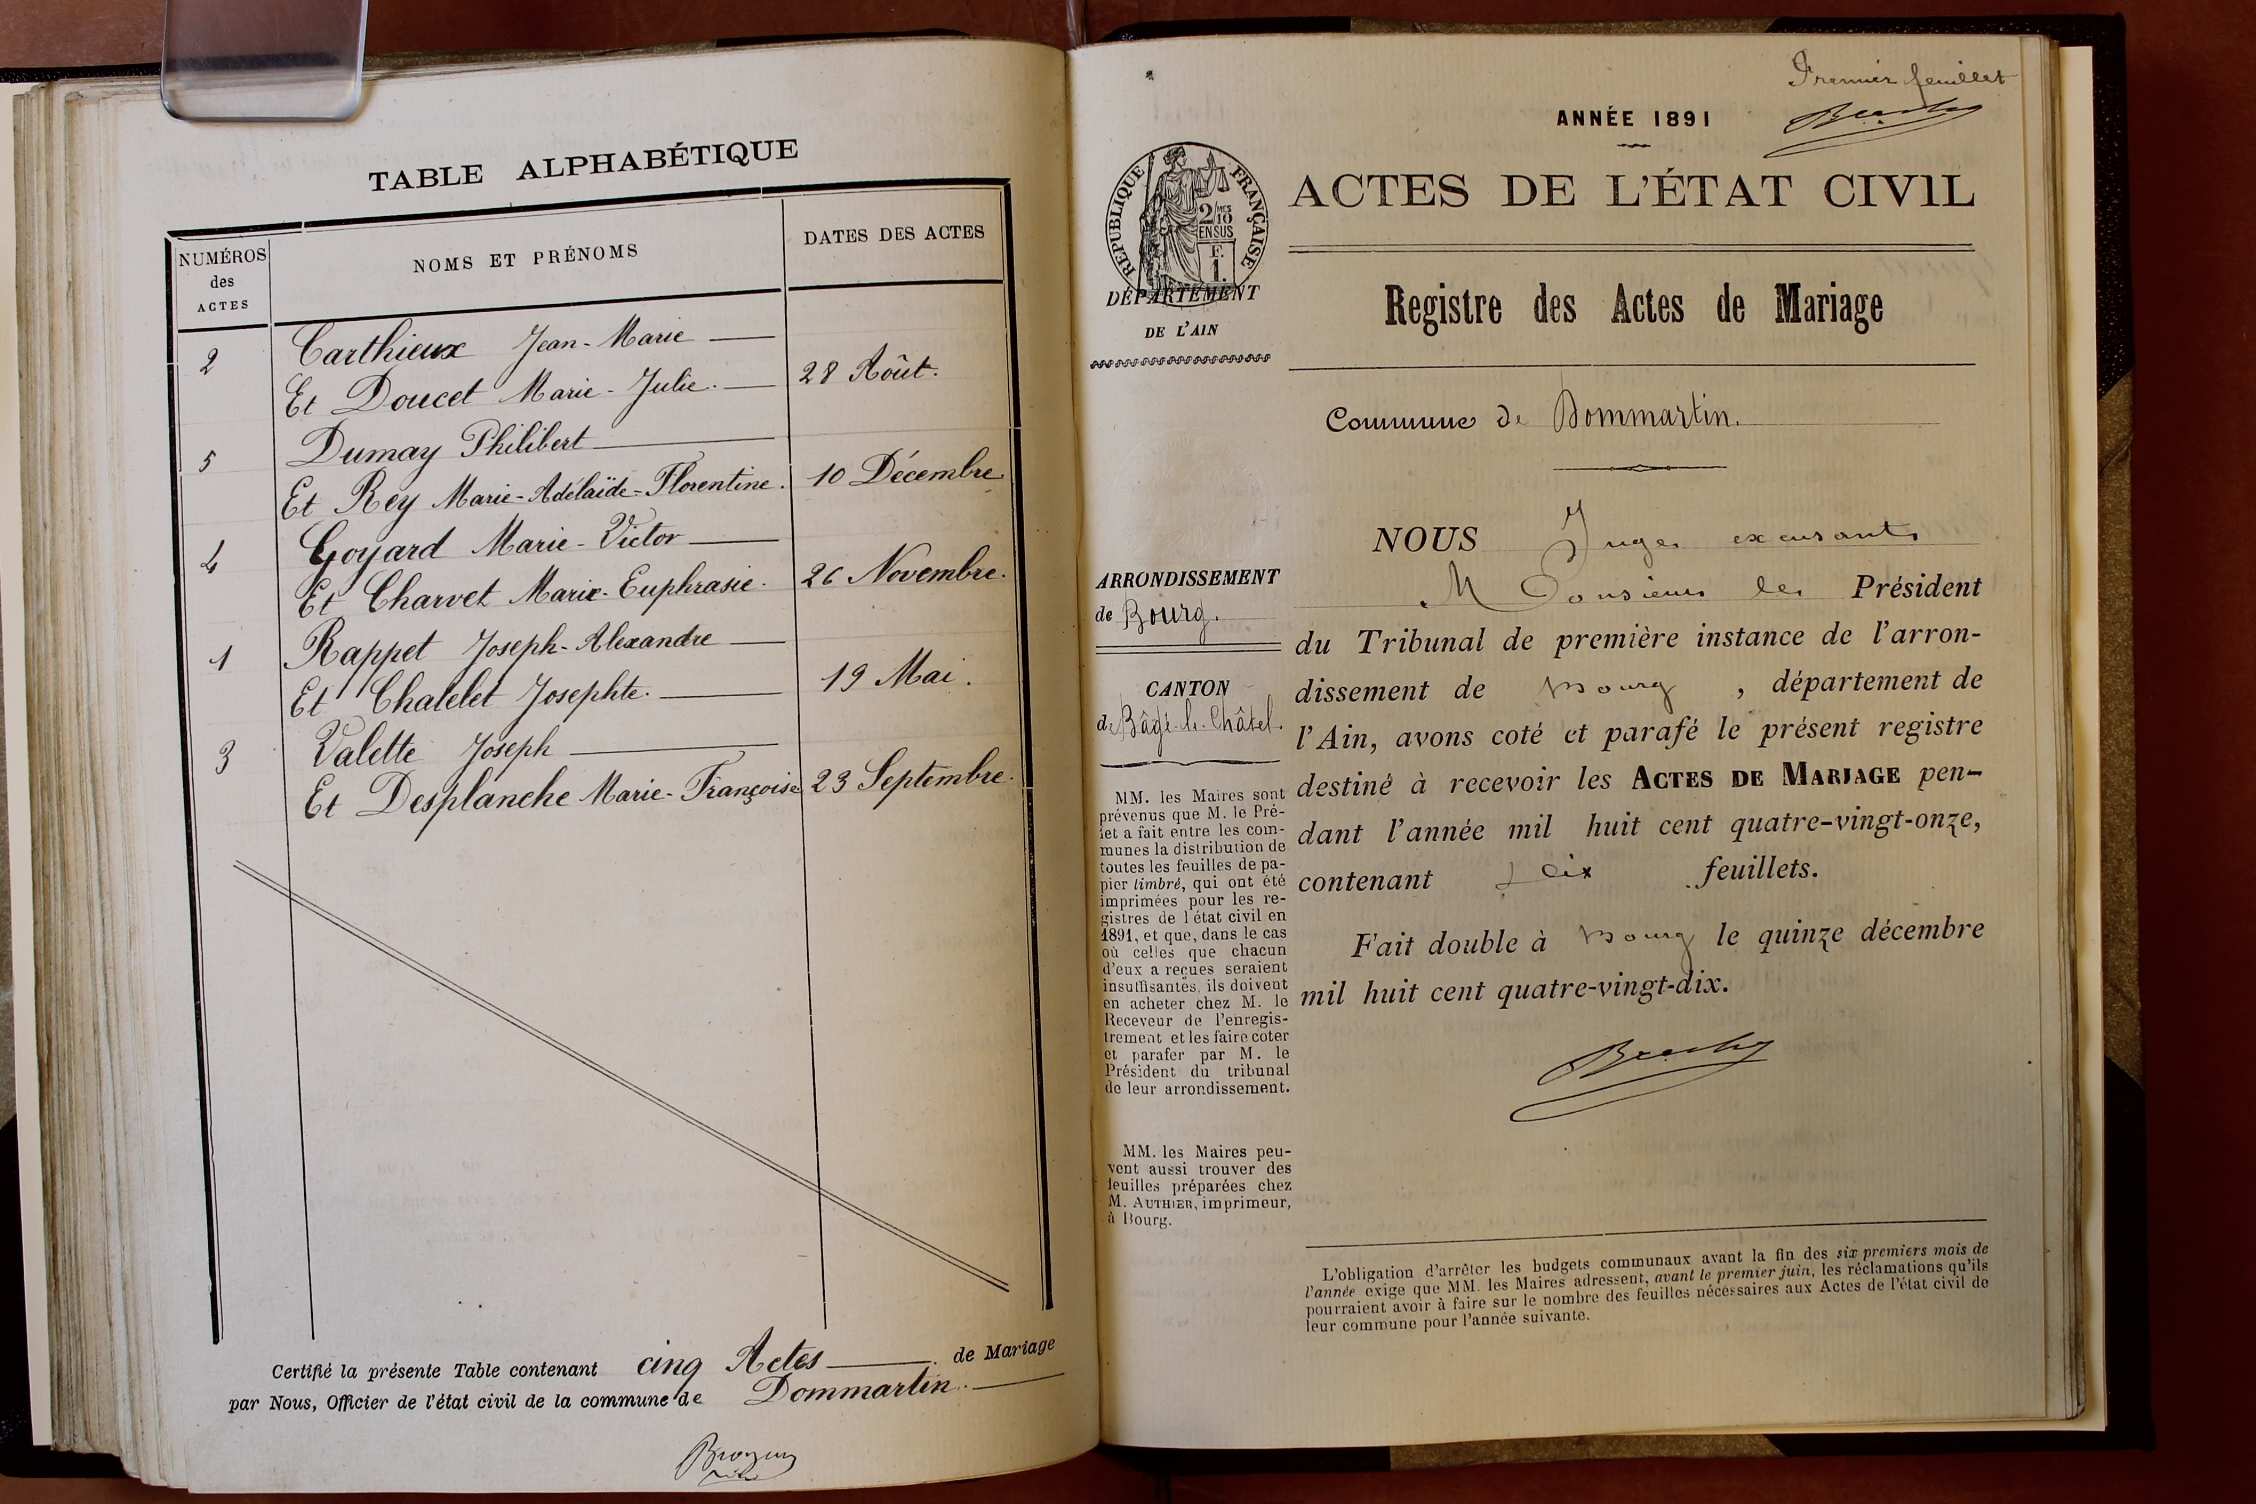 TABLE ALPHABÉTIQUE
NUMÉROS des ACTES
NOMS ET PRÉNOMS
DATES DES ACTES
2 Carthieux Jean-Marie
Et Doucet Marie-Julie. 28 Août.
5 Dumay Philibert
Et Rey Marie-Adélaïde-Florentine. 10 Décembre
4 Goyard Marie-Victor
Et Charvet Marie-Euphrasie. 26 Novembre.
1 Rappet Joseph-Alexandre
Et Chatelet Josephte. 19 Mai.
3 Valette Joseph
Et Desplanche Marie-Françoise 23 Septembre.
Certifié la présente Table contenant cinq Actes de Mariage
par Nous, Officier de l'état civil de la commune de Dommartin.
Premier feuillet
ANNÉE 1891
ACTES DE L'ÉTAT CIVIL
RÉPUBLIQUE FRANÇAISE
2/10 MES
EN SUS
F.
1.
DÉPARTEMENT
DE L'AIN
Registre des Actes de Mariage
Commune de Dommartin.
ARRONDISSEMENT
de Bourg.
CANTON
de Bâgé-le-Châtel.
MM. les Maires sont
prévenus que M. le Pré-
fet a fait entre les com-
munes la distribution de
toutes les feuilles de pa-
pier timbré, qui ont été
imprimées pour les re-
gistres de l'état civil en
1891, et que, dans le cas
où celles que chacun
d'eux a reçues seraient
insuffisantes, ils doivent
en acheter chez M. le
Receveur de l'enregis-
trement et les faire coter
et parafer par M. le
Président du tribunal
de leur arrondissement.
MM. les Maires peu-
vent aussi trouver des
feuilles préparées chez
M. AUTHIER, imprimeur,
à Bourg.
NOUS Juge
Monsieur le Président
du Tribunal de première instance de l'arron-
dissement de Bourg, département de
l'Ain, avons coté et parafé le présent registre
destiné à recevoir les ACTES DE MARIAGE pen-
dant l'année mil huit cent quatre-vingt-onze,
contenant feuillets.
Fait double à Bourg le quinze décembre
mil huit cent quatre-vingt-dix.
L'obligation d'arrêter les budgets communaux avant la fin des six premiers mois de
l'année exige que MM. les Maires adressent, avant le premier juin, les réclamations qu'ils
pourraient avoir à faire sur le nombre des feuilles nécessaires aux Actes de l'état civil de
leur commune pour l'année suivante.